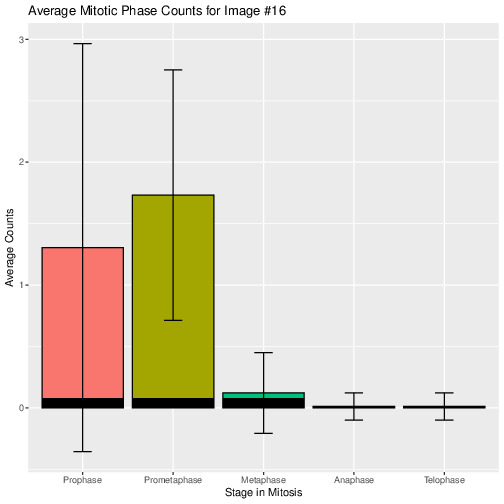 Average Mitotic Phase Counts for Image #16
3
2
1
0
Average Counts
Prophase Prometaphase Metaphase Anaphase Telophase
Stage in Mitosis